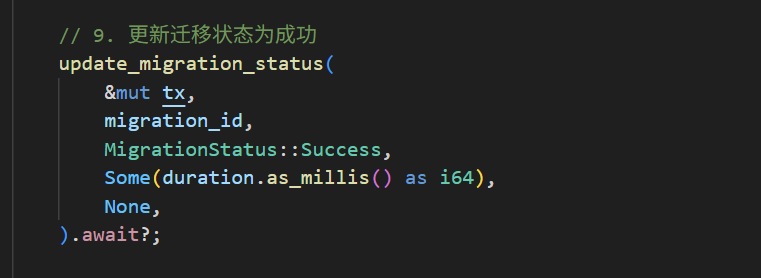 // 9. 更新迁移状态为成功
update_migration_status(
&mut tx,
migration_id,
MigrationStatus::Success,
Some(duration.as_millis() as i64),
None,
).await?;